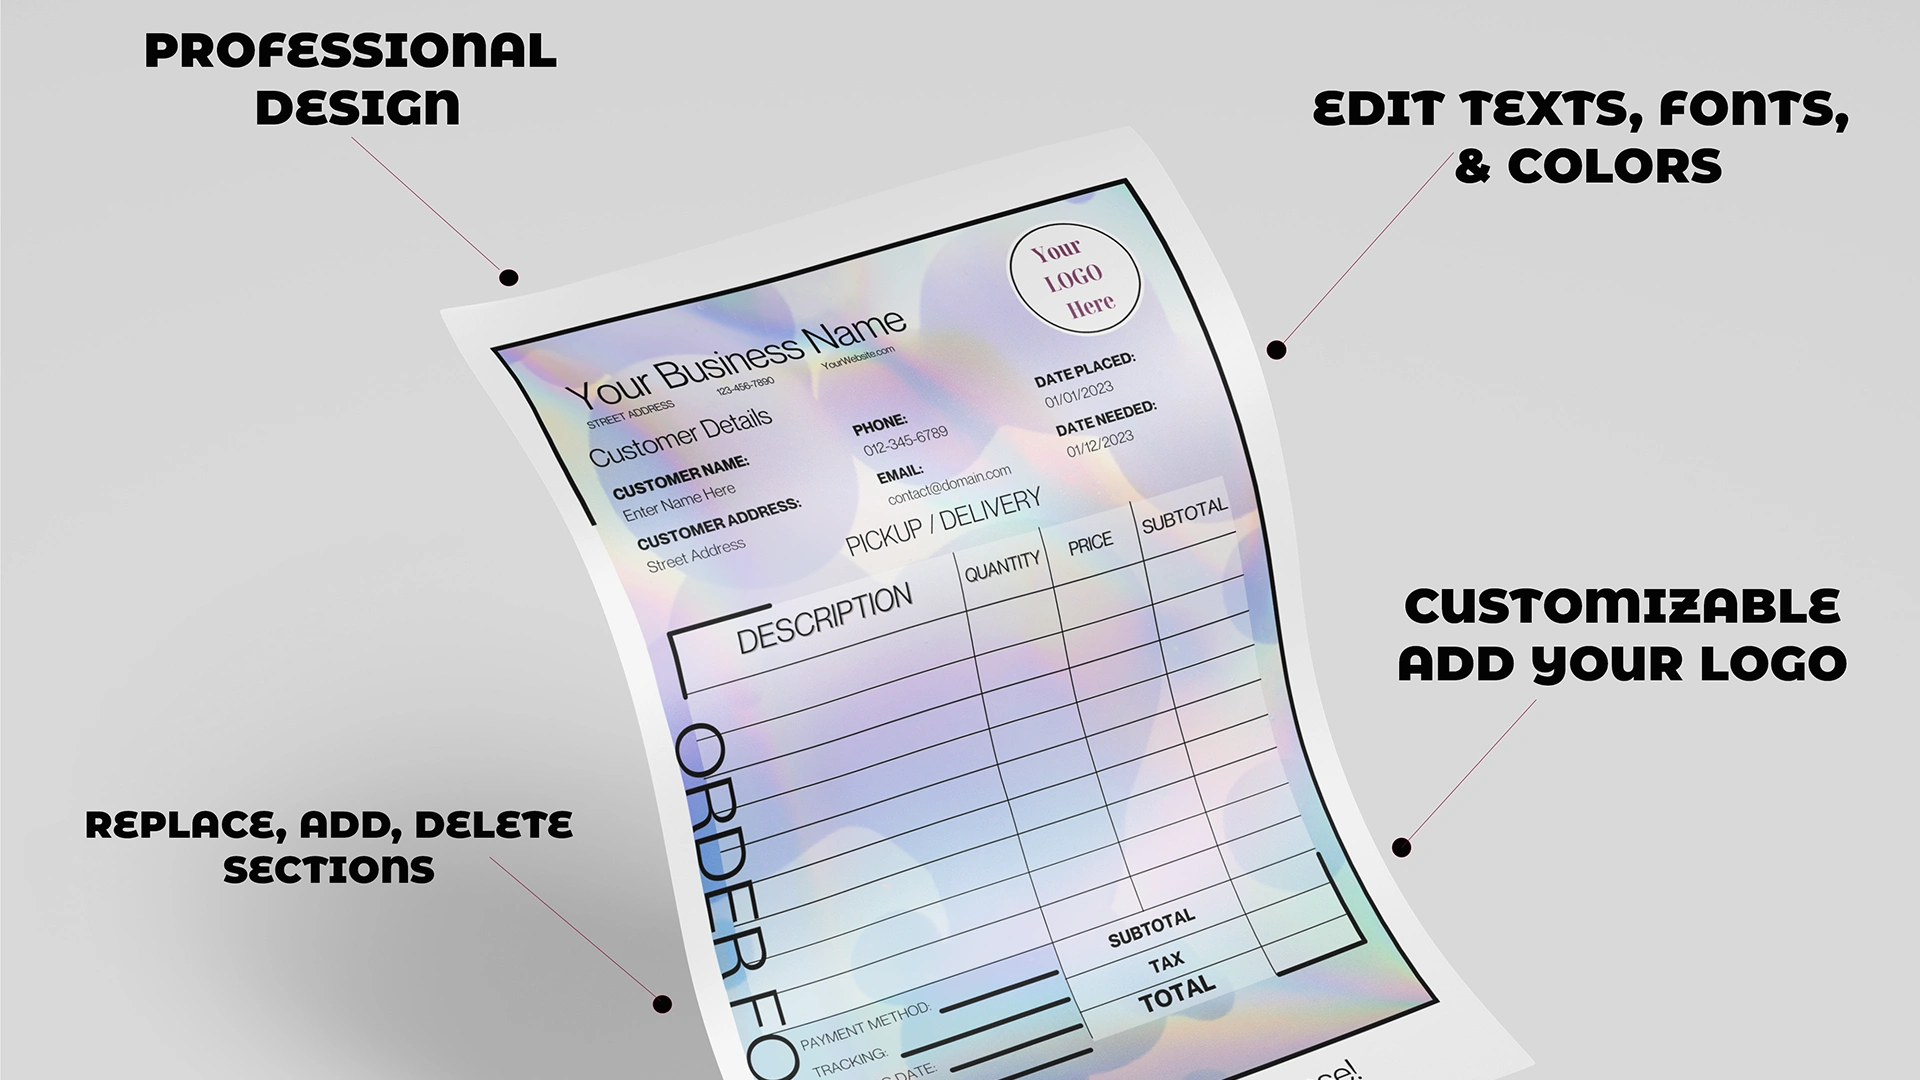 PROFESSIONAL
DESIGN
EDIT TEXTS, FONTS,
& COLORS
Your
LOGO
Here
Your Business Name
STREET ADDRESS 123-456-7890 YourWebsite.com
Customer Details
CUSTOMER NAME:
Enter Name Here
CUSTOMER ADDRESS:
Street Address
PHONE:
012-345-6789
EMAIL:
contact@domain.com
DATE PLACED:
01/01/2023
DATE NEEDED:
01/12/2023
PICKUP / DELIVERY
DESCRIPTION QUANTITY PRICE SUBTOTAL
ORDER FO
SUBTOTAL
TAX
TOTAL
PAYMENT METHOD:
TRACKING:
DATE:
CUSTOMIZABLE
ADD YOUR LOGO
REPLACE, ADD, DELETE
SECTIONS